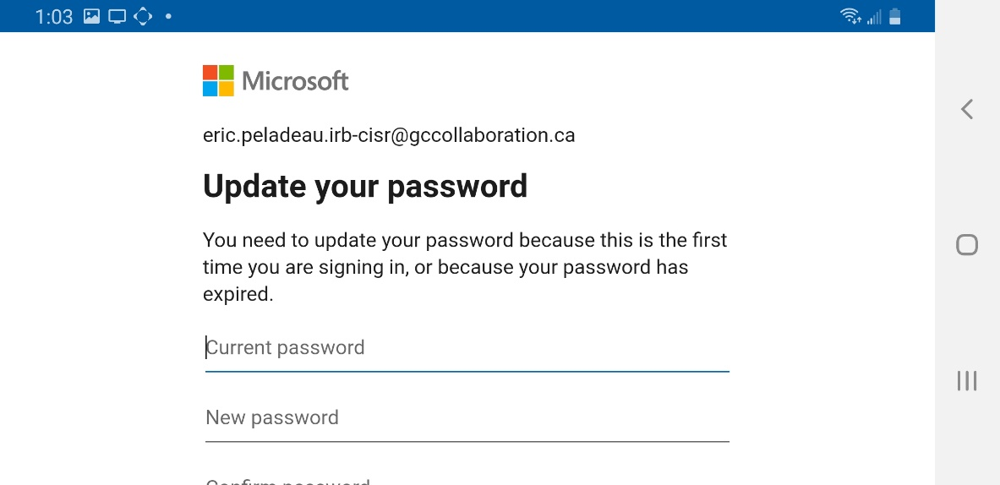 1:03
Microsoft
eric.peladeau.irb-cisr@gccollaboration.ca
Update your password
You need to update your password because this is the first
time you are signing in, or because your password has
expired.
Current password
New password
Confirm password